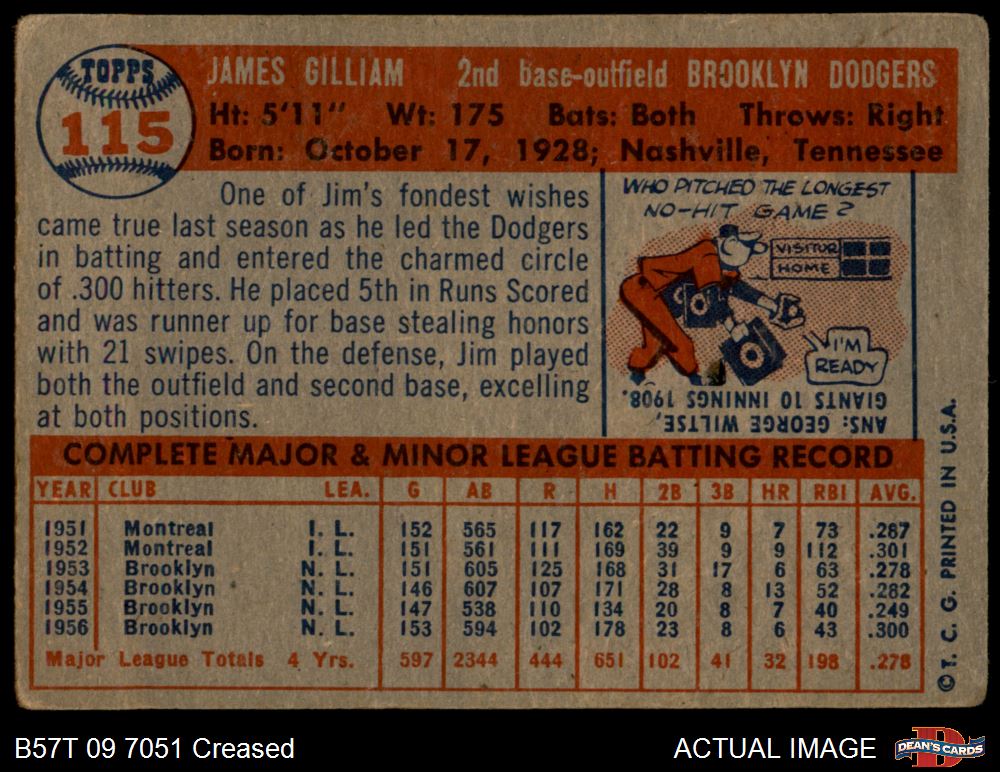 TOPPS
115
JAMES GILLIAM 2nd base-outfield BROOKLYN DODGERS
Ht: 5'11" Wt: 175 Bats: Both Throws: Right
Born: October 17, 1928; Nashville, Tennessee
One of Jim's fondest wishes
came true last season as he led the Dodgers
in batting and entered the charmed circle
of .300 hitters. He placed 5th in Runs Scored
and was runner up for base stealing honors
with 21 swipes. On the defense, Jim played
both the outfield and second base, excelling
at both positions.
WHO PITCHED THE LONGEST
NO-HIT GAME?
VISITOR
HOME
I'M
READY
ANS: GEORGE WILTSE,
GIANTS 10 INNINGS 1908.
COMPLETE MAJOR & MINOR LEAGUE BATTING RECORD
YEAR CLUB LEA. G AB R H 2B 3B HR RBI AVG.
1951 Montreal I. L. 152 565 117 162 22 9 7 73 .287
1952 Montreal I. L. 151 561 111 169 39 9 9 112 .301
1953 Brooklyn N. L. 151 605 125 168 31 17 6 63 .278
1954 Brooklyn N. L. 146 607 107 171 28 8 13 52 .282
1955 Brooklyn N. L. 147 538 110 134 20 8 7 40 .249
1956 Brooklyn N. L. 153 594 102 178 23 8 6 43 .300
Major League Totals 4 Yrs. 597 2344 444 651 102 41 32 198 .278
©T. C. G. PRINTED IN U.S.A.
B57T 09 7051 Creased
ACTUAL IMAGE
DEAN'S CARDS